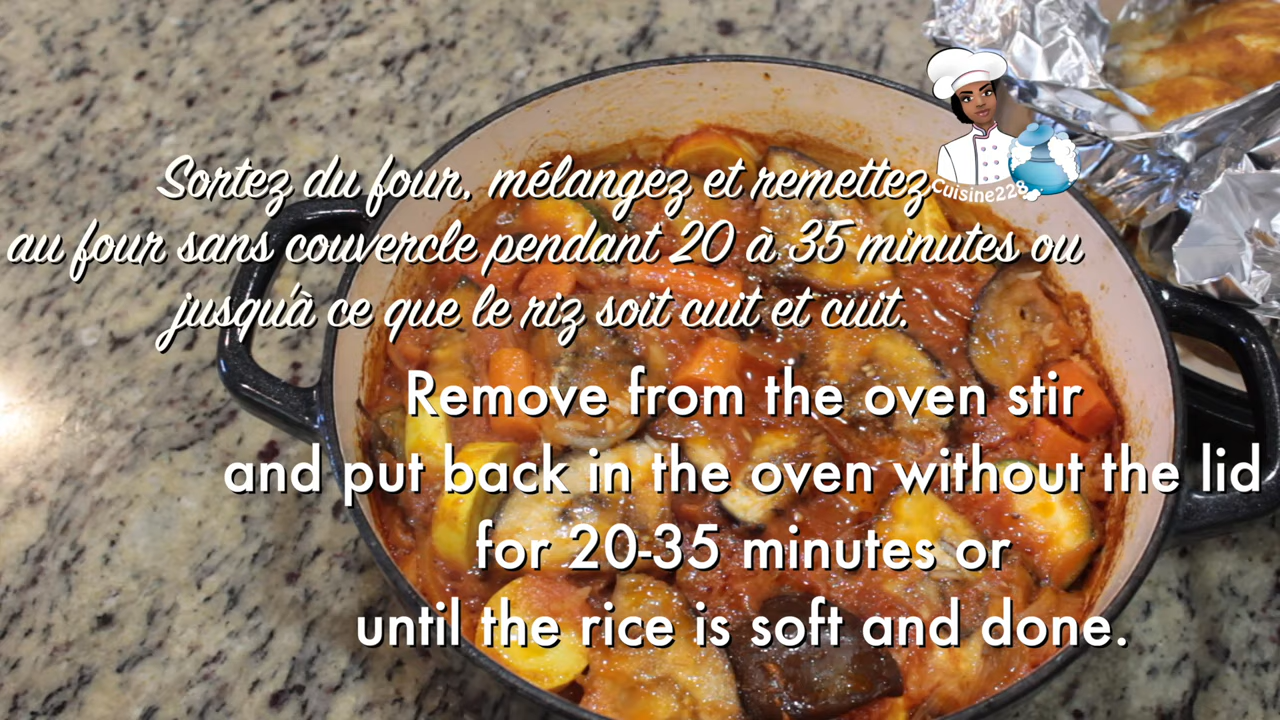 Sortez du four, mélangez et remettez
au four sans couvercle pendant 20 à 35 minutes ou
jusqu'à ce que le riz soit cuit et cuit.
Cuisine228
Remove from the oven stir
and put back in the oven without the lid
for 20-35 minutes or
until the rice is soft and done.